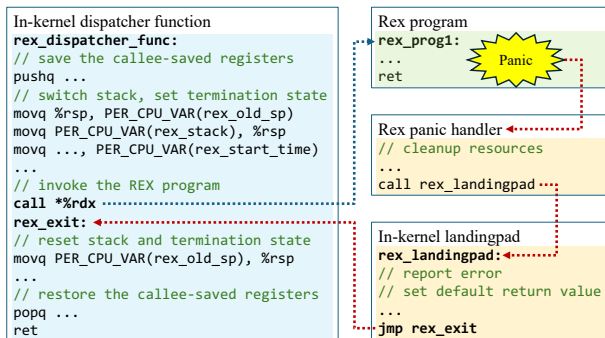 In-kernel dispatcher function
rex_dispatcher_func:
// save the callee-saved registers
pushq ...
// switch stack, set termination state
movq %rsp, PER_CPU_VAR(rex_old_sp)
movq PER_CPU_VAR(rex_stack), %rsp
movq ..., PER_CPU_VAR(rex_start_time)
...
// invoke the REX program
call *%rdx
rex_exit:
// reset stack and termination state
movq PER_CPU_VAR(rex_old_sp), %rsp
...
// restore the callee-saved registers
popq ...
ret
Rex program
rex_prog1:
...
ret
Panic
Rex panic handler
// cleanup resources
...
call rex_landingpad
In-kernel landingpad
rex_landingpad:
// report error
// set default return value
...
jmp rex_exit